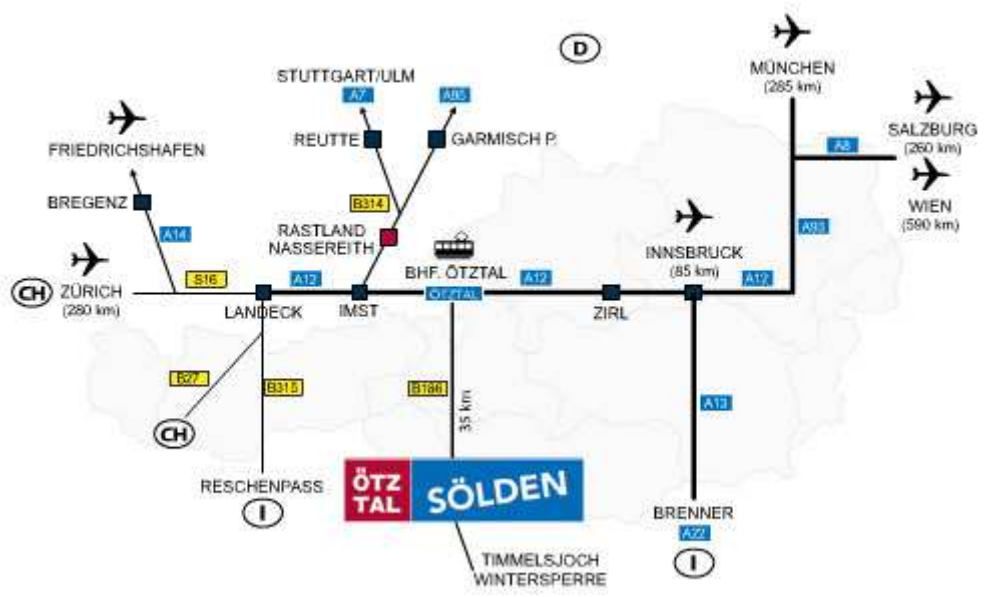 D
MÜNCHEN
(285 km)
STUTTGART/ULM
A7
A95
SALZBURG
(260 km)
FRIEDRICHSHAFEN
REUTTE
GARMISCH P.
A8
WIEN
(590 km)
BREGENZ
B314
A14
RASTLAND
NASSEREITH
A93
INNSBRUCK
(85 km)
BHF. ÖTZTAL
CH
ZÜRICH
(280 km)
S16
A12
ÖTZTAL
A12
A12
LANDECK
IMST
ZIRL
B27
B315
B186
35 km
A13
CH
RESCHENPASS
I
ÖTZ
TAL
SÖLDEN
BRENNER
A22
I
TIMMELSJOCH
WINTERSPERRE